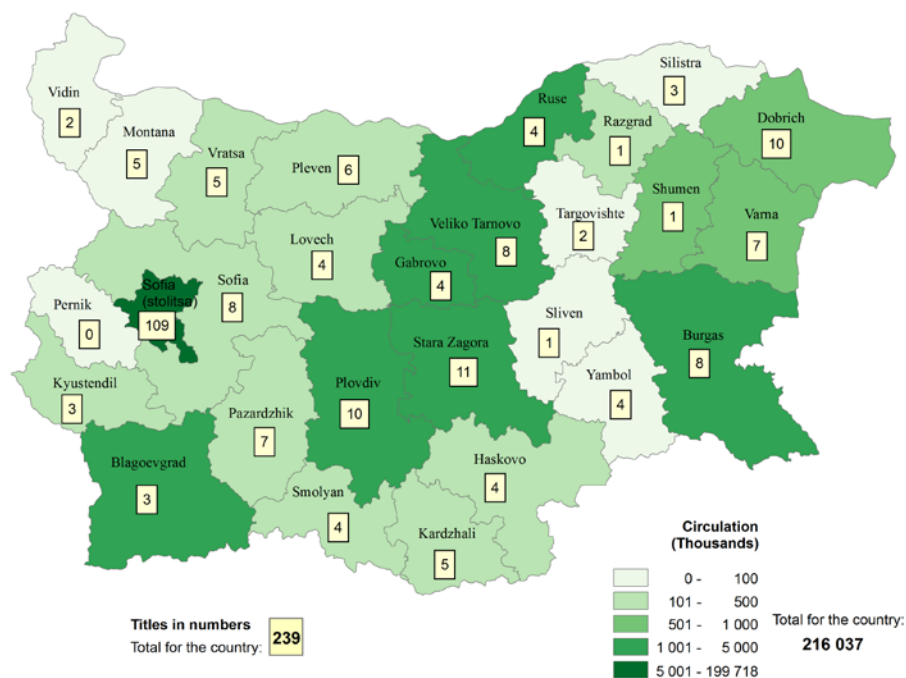 Silistra
3
Vidin
2
Ruse
4
Dobrich
10
Montana
5
Razgrad
1
Vratsa
5
Pleven
6
Shumen
1
Varna
7
Veliko Tarnovo
8
Targovishte
2
Lovech
4
Gabrovo
4
Sofia
(stolitsa)
109
Sofia
8
Pernik
0
Sliven
1
Stara Zagora
11
Burgas
8
Kyustendil
3
Plovdiv
10
Yambol
4
Pazardzhik
7
Blagoevgrad
3
Haskovo
4
Smolyan
4
Kardzhali
5
Circulation
(Thousands)
0 - 100
101 - 500
501 - 1 000
1 001 - 5 000
5 001 - 199 718
Total for the country:
216 037
Titles in numbers
Total for the country:
239